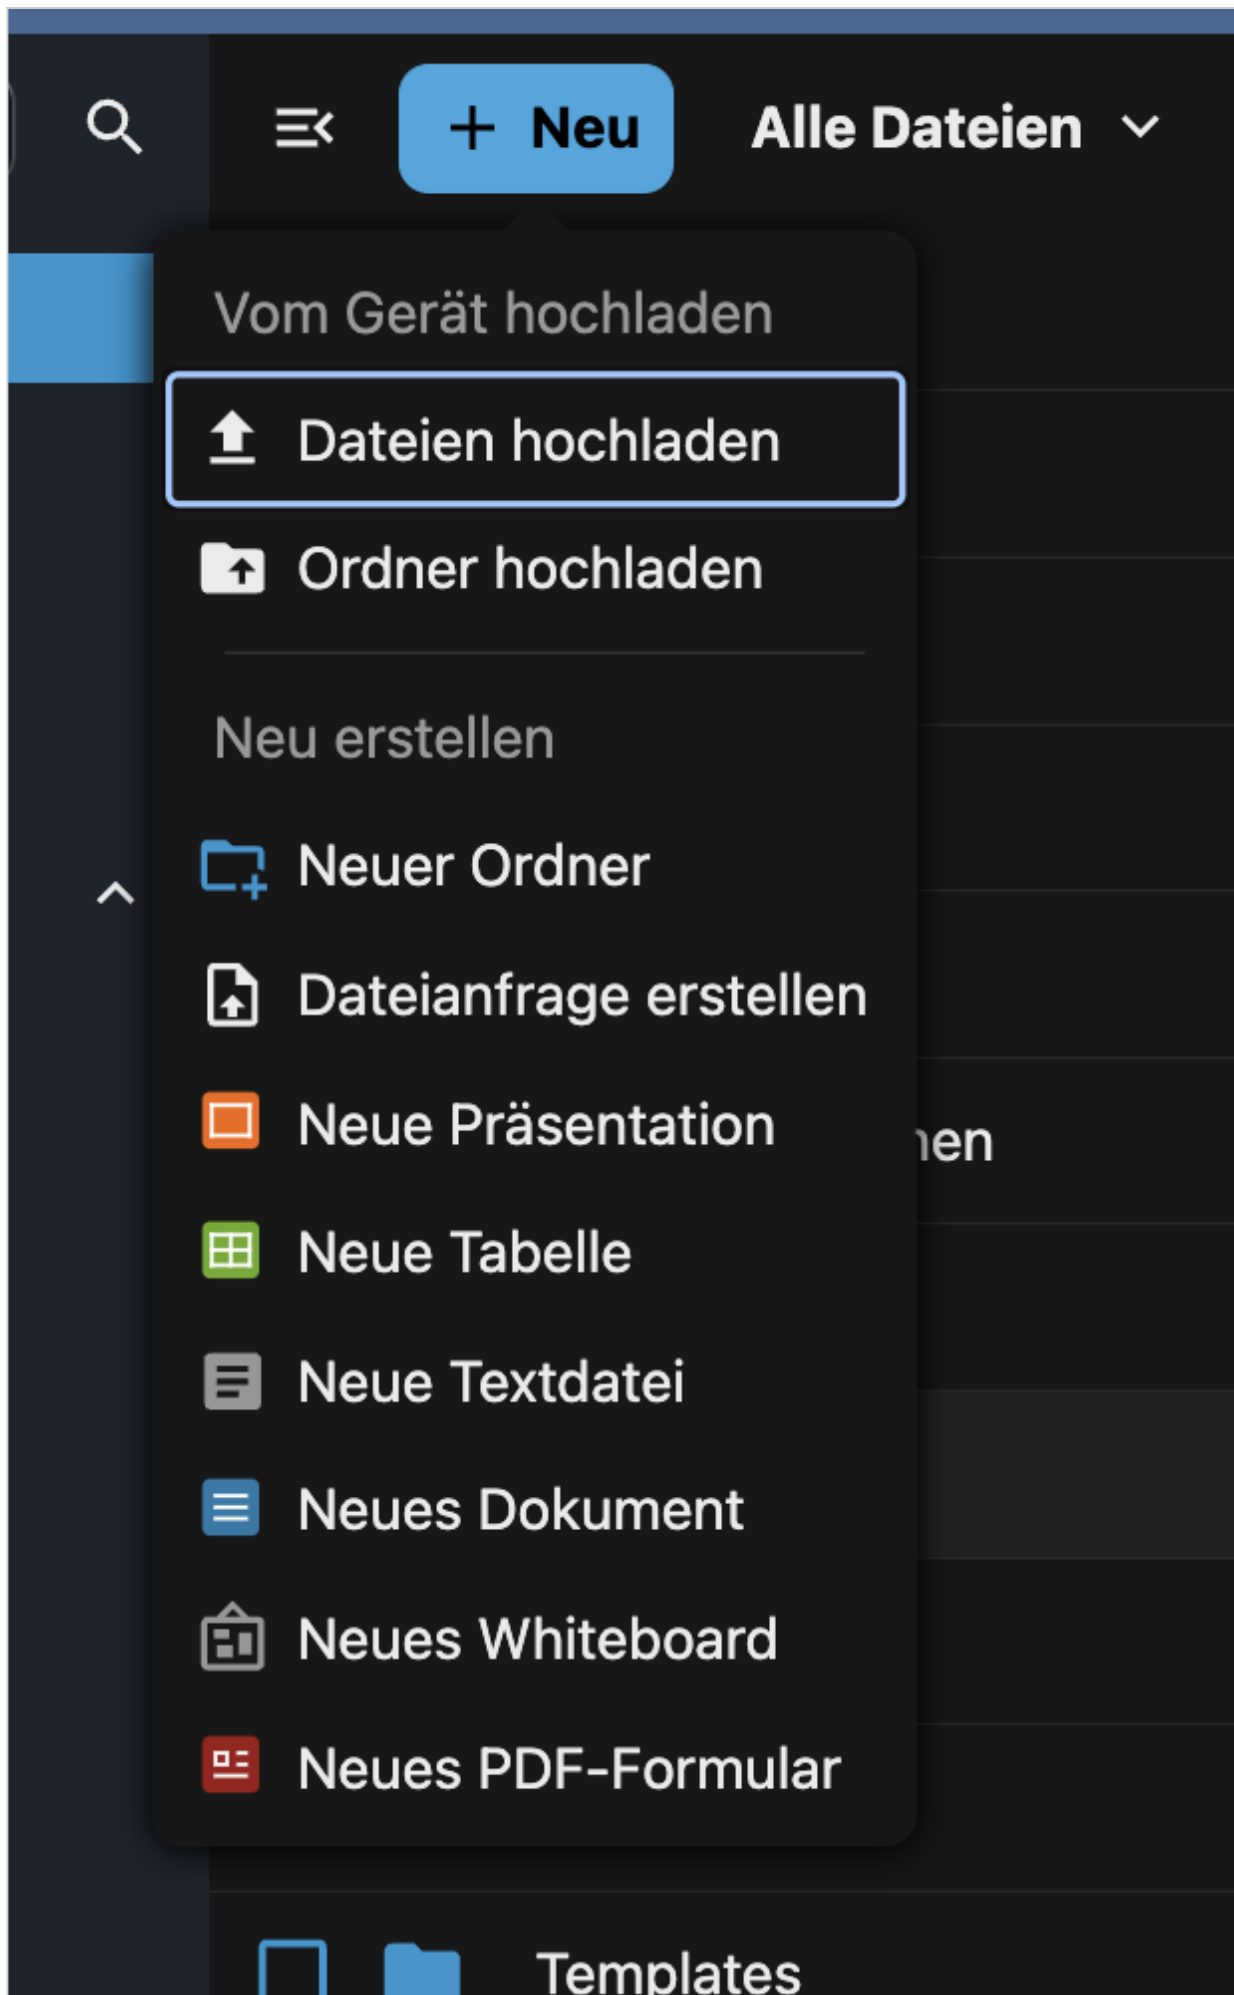 Neu
Alle Dateien
Vom Gerät hochladen
Dateien hochladen
Ordner hochladen
Neu erstellen
Neuer Ordner
Dateianfrage erstellen
Neue Präsentation
Neue Tabelle
Neue Textdatei
Neues Dokument
Neues Whiteboard
Neues PDF-Formular
Templates